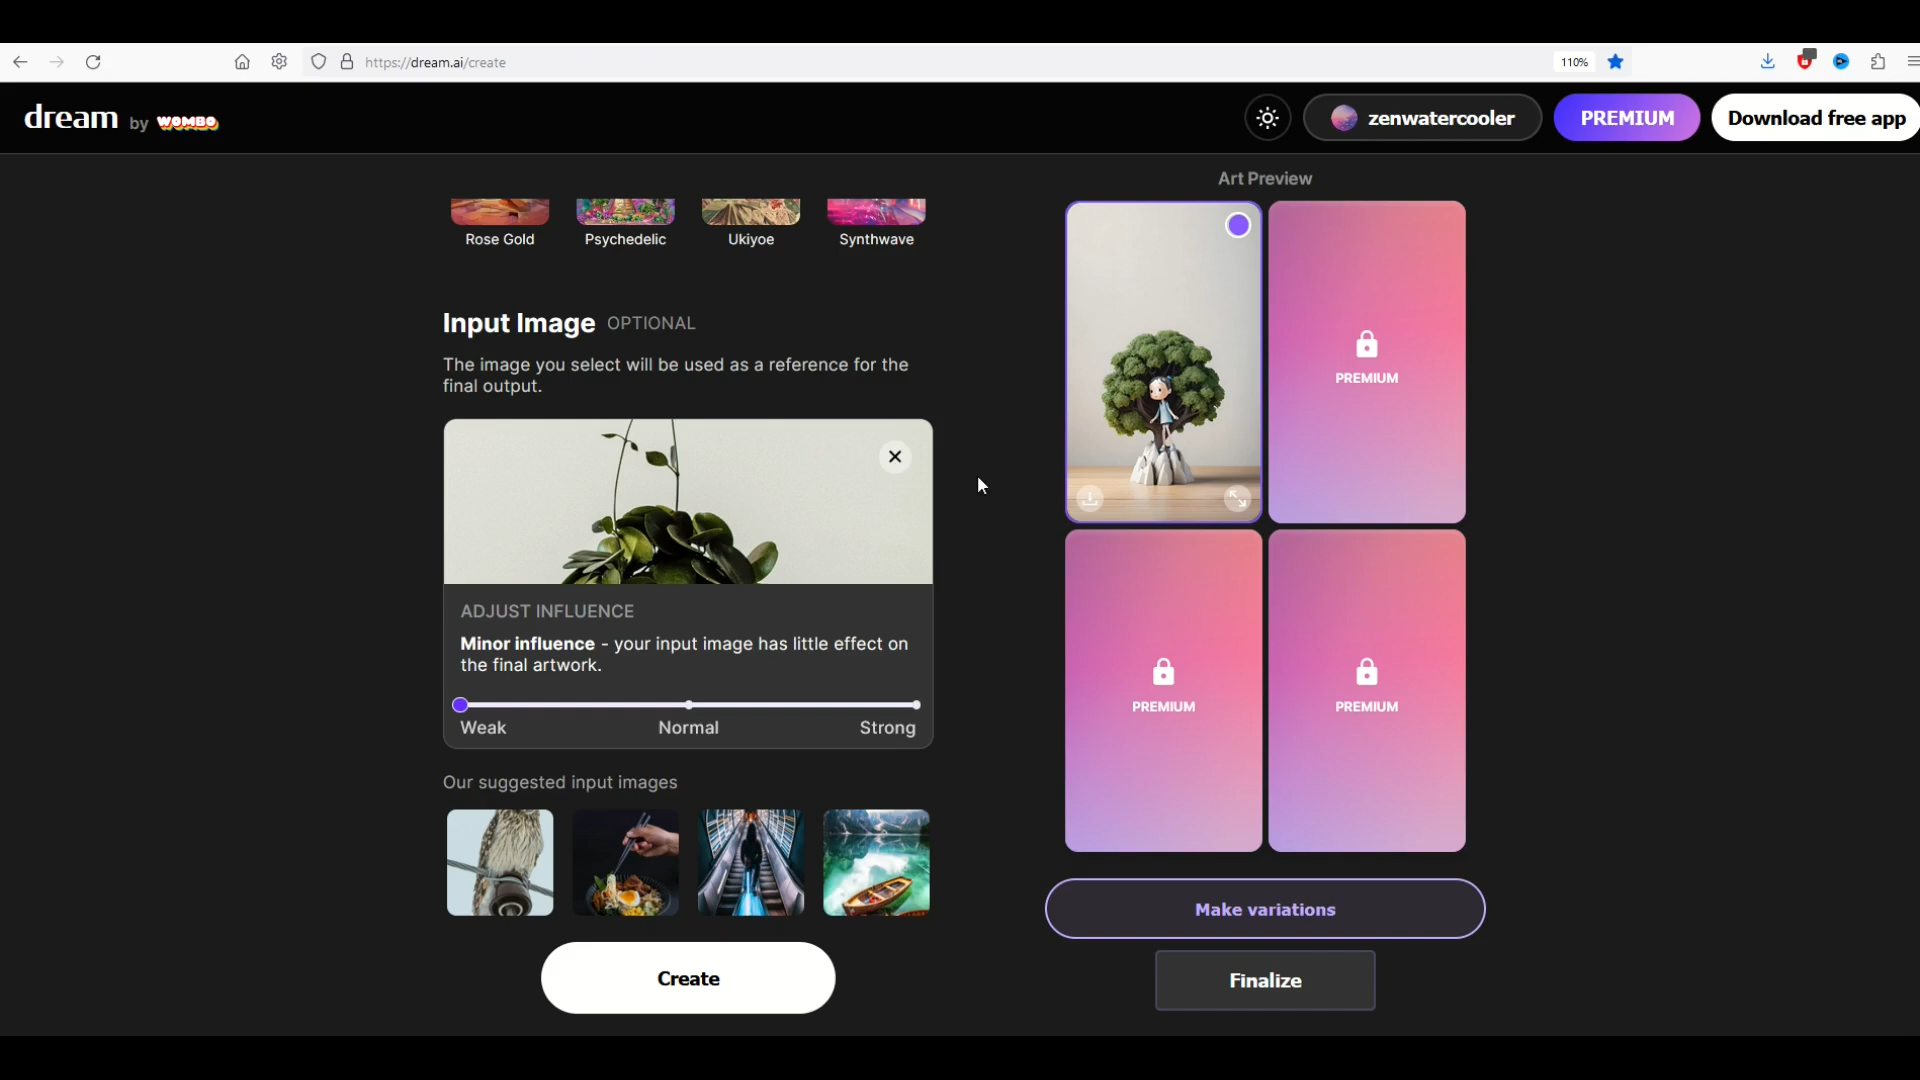 https://dream.ai/create
110%
dream by WOMBO
zenwatercooler
PREMIUM
Download free app
Rose Gold
Psychedelic
Ukiyoe
Synthwave
Input Image OPTIONAL
The image you select will be used as a reference for the
final output.
ADJUST INFLUENCE
Minor influence - your input image has little effect on
the final artwork.
Weak
Normal
Strong
Our suggested input images
Create
Art Preview
PREMIUM
PREMIUM
PREMIUM
Make variations
Finalize